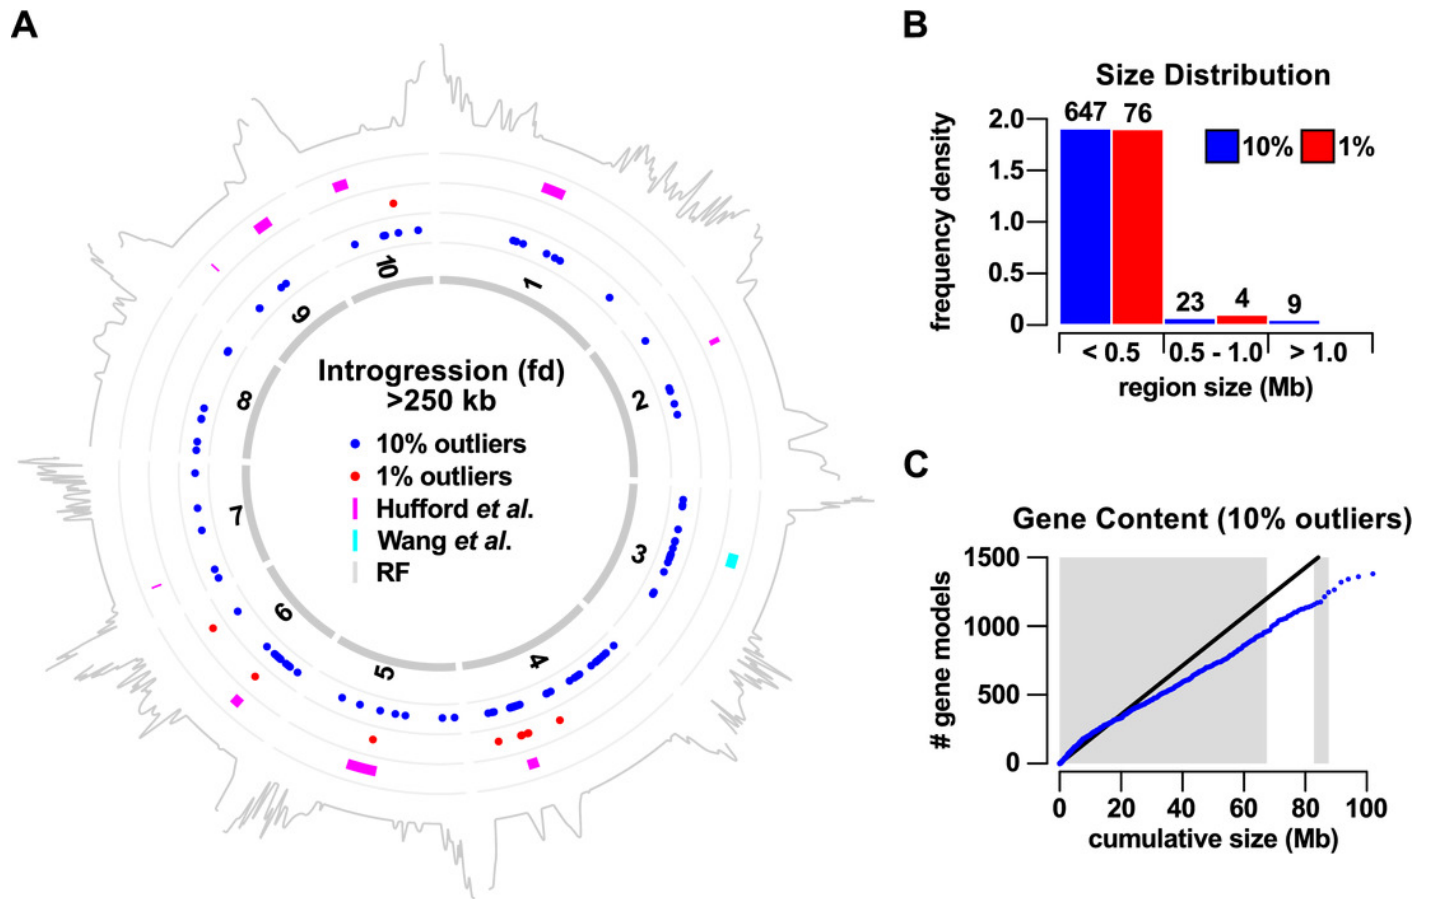 A
1
2
3
4
5
6
7
8
9
10
Introgression (fd)
>250 kb
10% outliers
1% outliers
Hufford et al.
Wang et al.
RF
B
Size Distribution
frequency density
2.0
1.5
1.0
0.5
0
647 76
23 4 9
10% 1%
< 0.5 0.5 - 1.0 > 1.0
region size (Mb)
C
Gene Content (10% outliers)
# gene models
1500
1000
500
0
0 20 40 60 80 100
cumulative size (Mb)